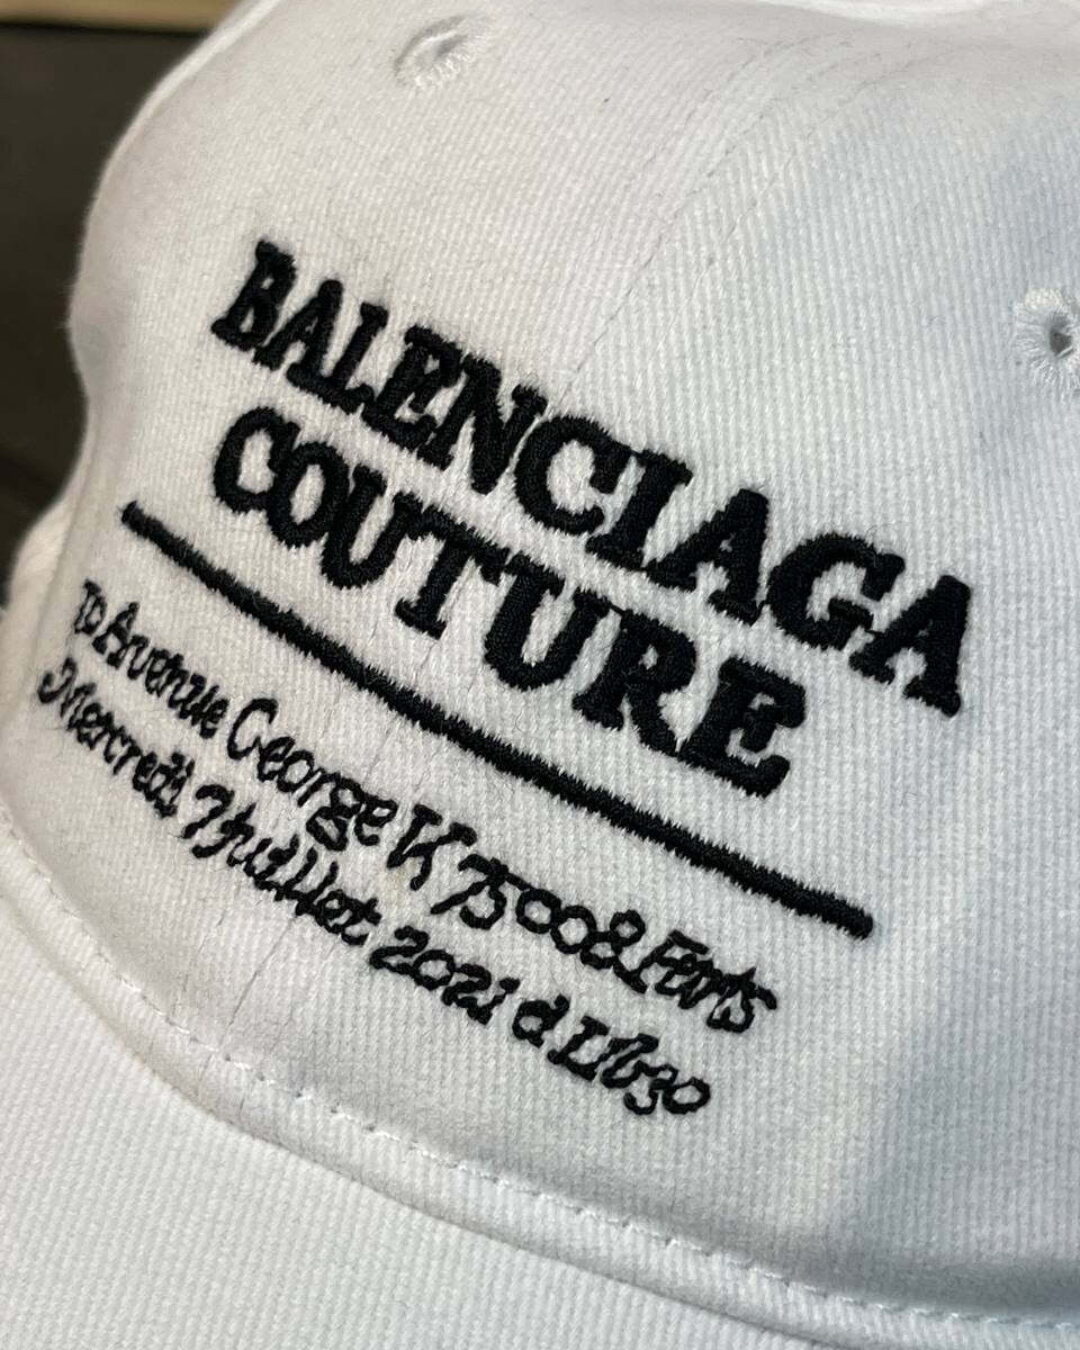 BALENCIAGA
COUTURE
10 Avenue George V 75008 Paris
Mercredi 7 Juillet 2021 à 11h30